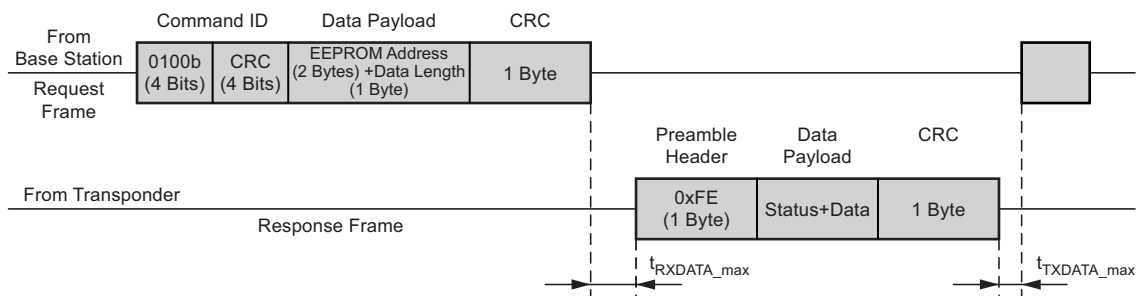 Command ID
Data Payload
CRC
From
Base Station
Request
Frame
0100b
(4 Bits)
CRC
(4 Bits)
EEPROM Address
(2 Bytes) +Data Length
(1 Byte)
1 Byte
Preamble
Header
Data
Payload
CRC
From Transponder
Response Frame
0xFE
(1 Byte)
Status+Data
1 Byte
tRXDATA_max
tTXDATA_max